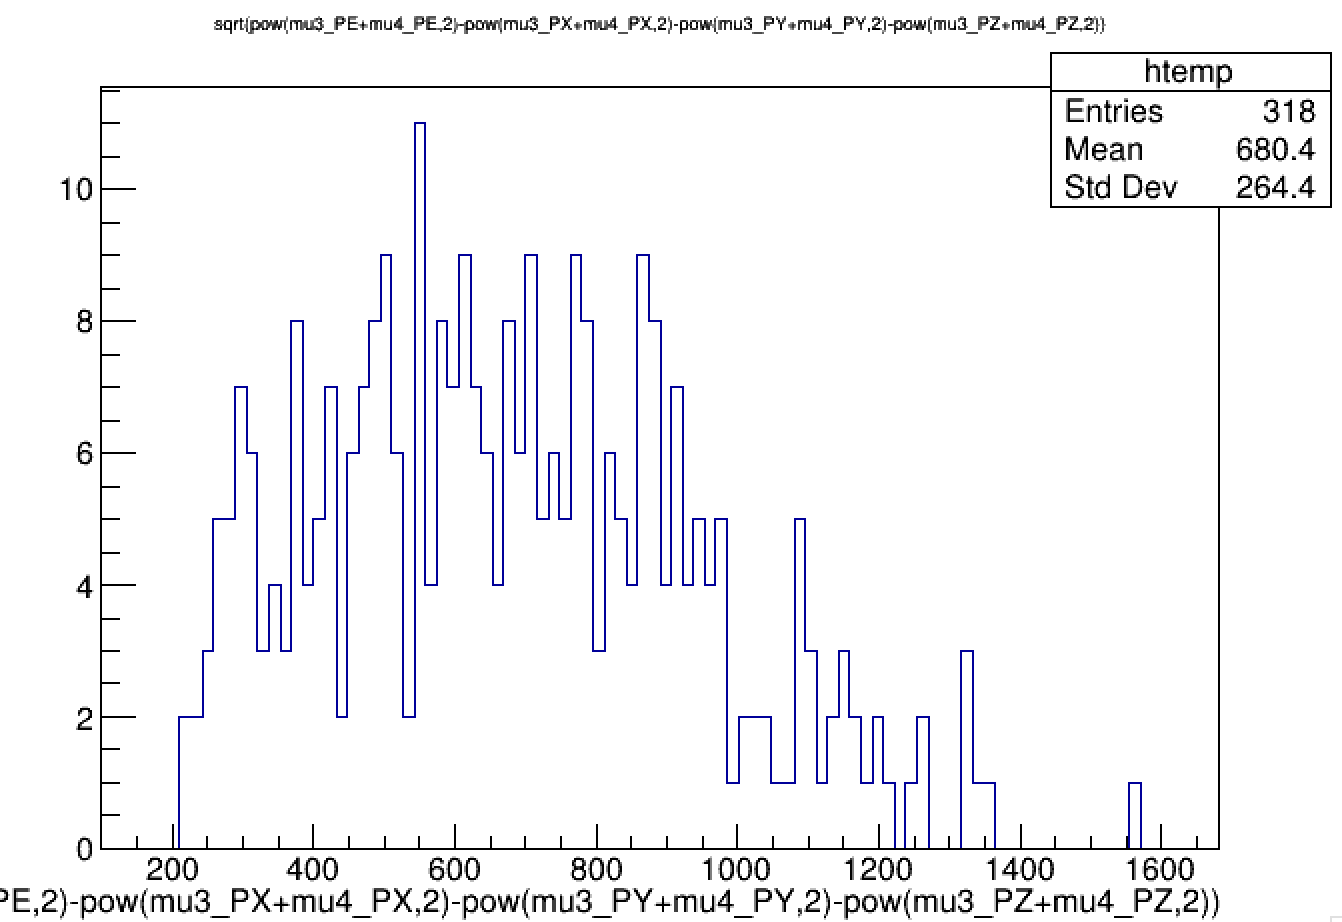 sqrt(pow(mu3_PE+mu4_PE,2)-pow(mu3_PX+mu4_PX,2)-pow(mu3_PY+mu4_PY,2)-pow(mu3_PZ+mu4_PZ,2))
htemp
Entries 318
Mean 680.4
Std Dev 264.4
10
8
6
4
2
0
200 400 600 800 1000 1200 1400 1600
PE,2)-pow(mu3_PX+mu4_PX,2)-pow(mu3_PY+mu4_PY,2)-pow(mu3_PZ+mu4_PZ,2))